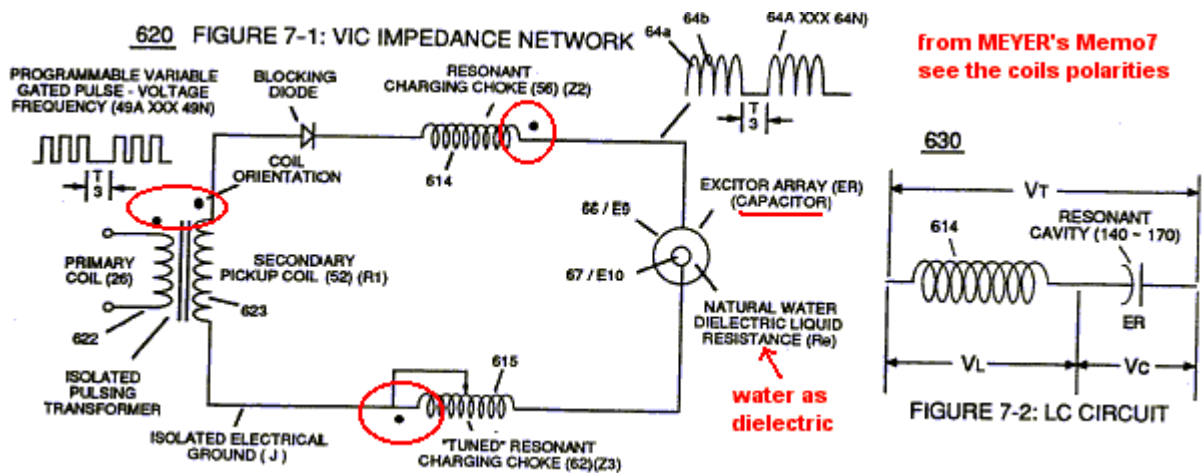 620 FIGURE 7-1: VIC IMPEDANCE NETWORK
PROGRAMMABLE VARIABLE
GATED PULSE - VOLTAGE
FREQUENCY (49A XXX 49N)
T
3
BLOCKING
DIODE
RESONANT
CHARGING CHOKE (56) (Z2)
614
64a
64b
64A XXX 64N)
T
3
from MEYER's Memo7
see the coils polarities
COIL
ORIENTATION
PRIMARY
COIL (26)
622
SECONDARY
PICKUP COIL (52) (R1)
623
ISOLATED
PULSING
TRANSFORMER
ISOLATED ELECTRICAL
GROUND ( J )
615
"TUNED" RESONANT
CHARGING CHOKE (62)(Z3)
EXCITOR ARRAY (ER)
(CAPACITOR)
66 / E9
67 / E10
NATURAL WATER
DIELECTRIC LIQUID
RESISTANCE (Re)
water as
dielectric
630
VT
614
RESONANT
CAVITY (140 ~ 170)
ER
VL
VC
FIGURE 7-2: LC CIRCUIT